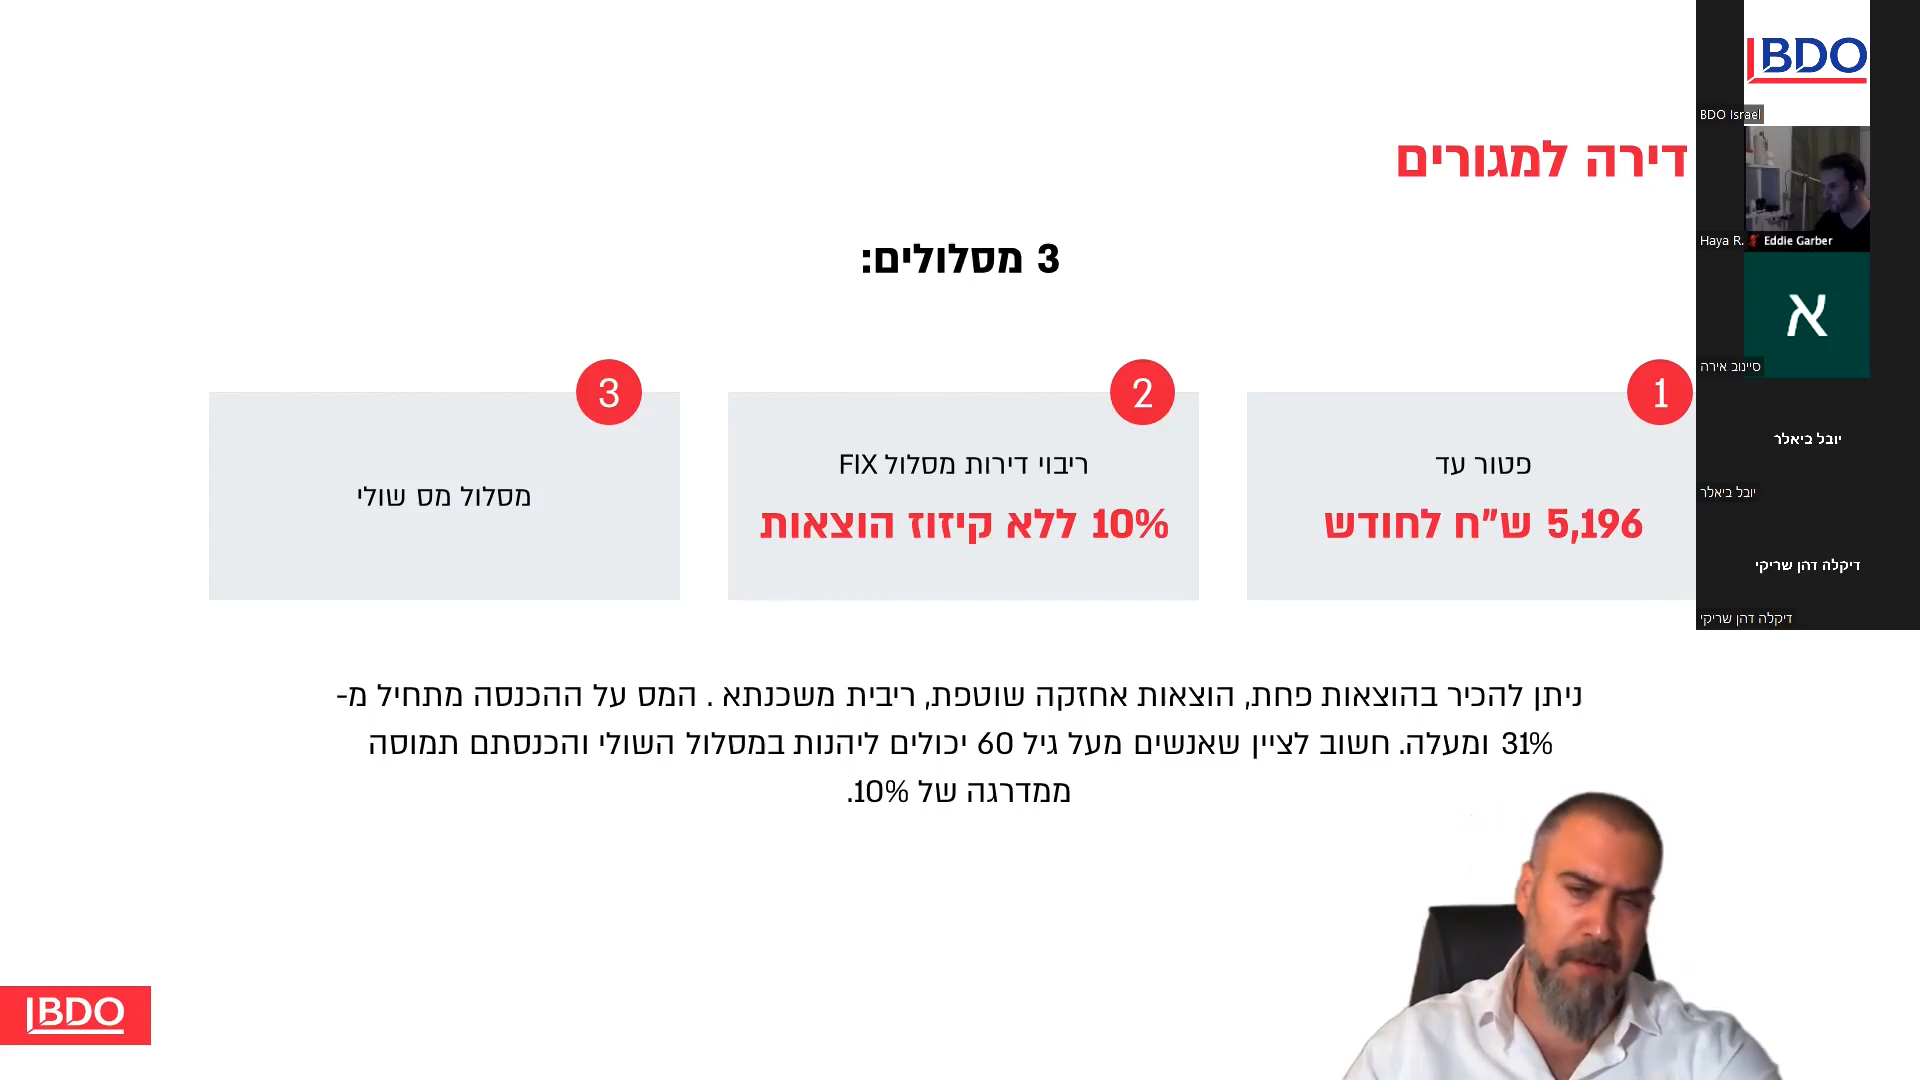 דירה למגורים
3 מסלולים:
1
פטור עד
5,196 ש"ח לחודש
2
ריבוי דירות מסלול FIX
10% ללא קיזוז הוצאות
3
מסלול מס שולי
ניתן להכיר בהוצאות פחת, הוצאות אחזקה שוטפת, ריבית משכנתא . המס על ההכנסה מתחיל מ-
31% ומעלה. חשוב לציין שאנשים מעל גיל 60 יכולים ליהנות במסלול השולי והכנסתם תמוסה
ממדרגה של 10%.
BDO
BDO
BDO Israel
Haya R.
Eddie Garber
א
סיינוב אירה
יובל ביאלר
יובל ביאלר
דיקלה דהן שריקי
דיקלה דהן שריקי